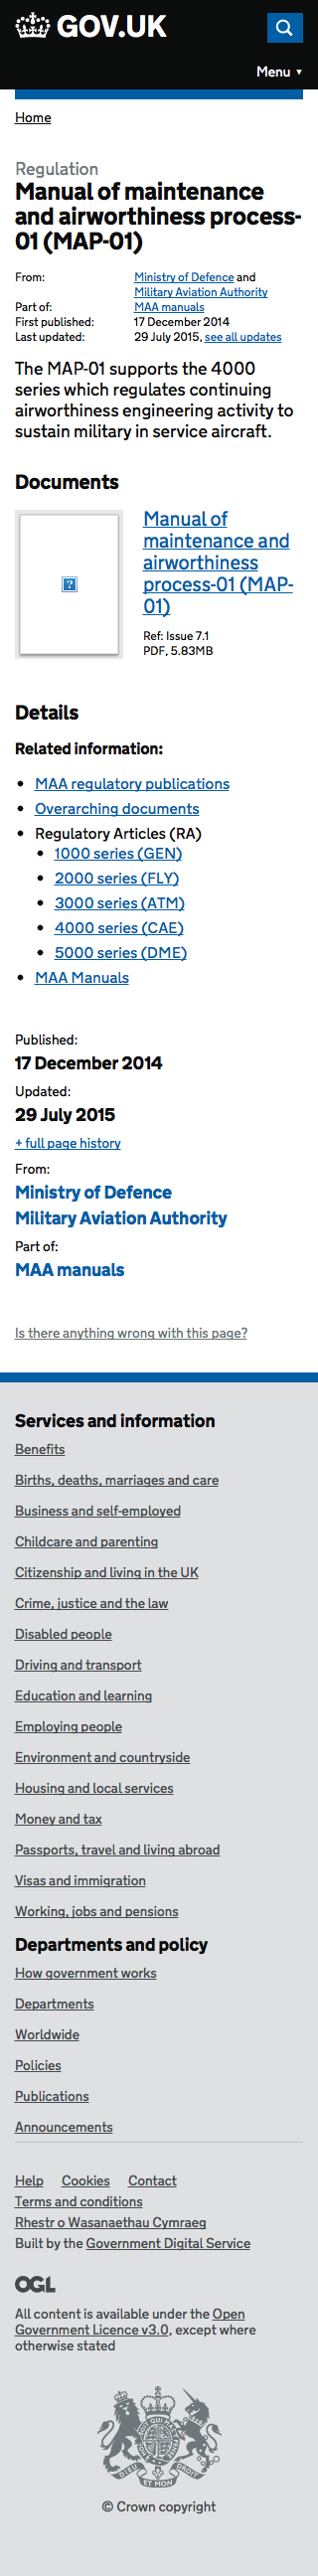 GOV.UK
Menu ▼
Home
Regulation
Manual of maintenance
and airworthiness process-
01 (MAP-01)
From: Ministry of Defence and
Military Aviation Authority
Part of: MAA manuals
First published: 17 December 2014
Last updated: 29 July 2015, see all updates
The MAP-01 supports the 4000
series which regulates continuing
airworthiness engineering activity to
sustain military in service aircraft.
Documents
Manual of
maintenance and
airworthiness
process-01 (MAP-
01)
Ref: Issue 7.1
PDF, 5.83MB
Details
Related information:
• MAA regulatory publications
• Overarching documents
• Regulatory Articles (RA)
• 1000 series (GEN)
• 2000 series (FLY)
• 3000 series (ATM)
• 4000 series (CAE)
• 5000 series (DME)
• MAA Manuals
Published:
17 December 2014
Updated:
29 July 2015
+ full page history
From:
Ministry of Defence
Military Aviation Authority
Part of:
MAA manuals
Is there anything wrong with this page?
Services and information
Benefits
Births, deaths, marriages and care
Business and self-employed
Childcare and parenting
Citizenship and living in the UK
Crime, justice and the law
Disabled people
Driving and transport
Education and learning
Employing people
Environment and countryside
Housing and local services
Money and tax
Passports, travel and living abroad
Visas and immigration
Working, jobs and pensions
Departments and policy
How government works
Departments
Worldwide
Policies
Publications
Announcements
Help Cookies Contact
Terms and conditions
Rhestr o Wasanaethau Cymraeg
Built by the Government Digital Service
OGL
All content is available under the Open
Government Licence v3.0, except where
otherwise stated
DIEU ET MON
© Crown copyright